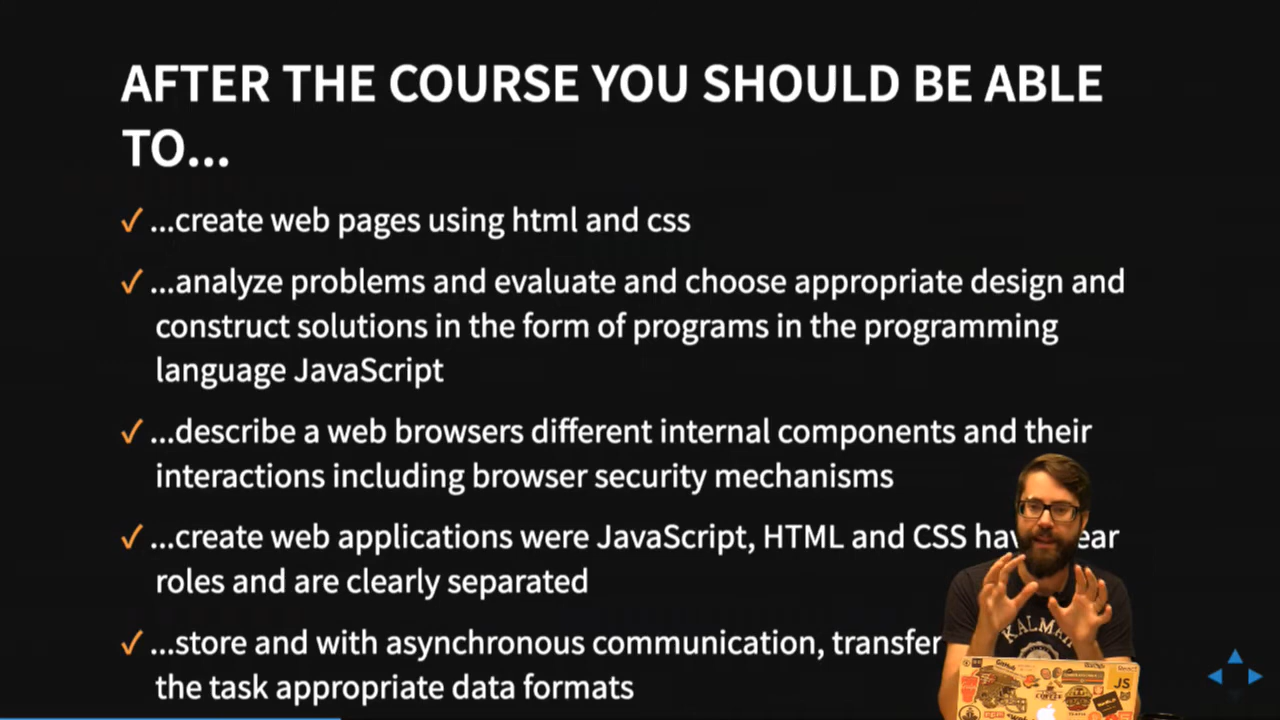 AFTER THE COURSE YOU SHOULD BE ABLE
TO...
✓ ...create web pages using html and css
✓ ...analyze problems and evaluate and choose appropriate design and
construct solutions in the form of programs in the programming
language JavaScript
✓ ...describe a web browsers different internal components and their
interactions including browser security mechanisms
✓ ...create web applications were JavaScript, HTML and CSS
roles and are clearly separated
✓ ...store and with asynchronous communication, transfer
the task appropriate data formats
KALMAR
JS